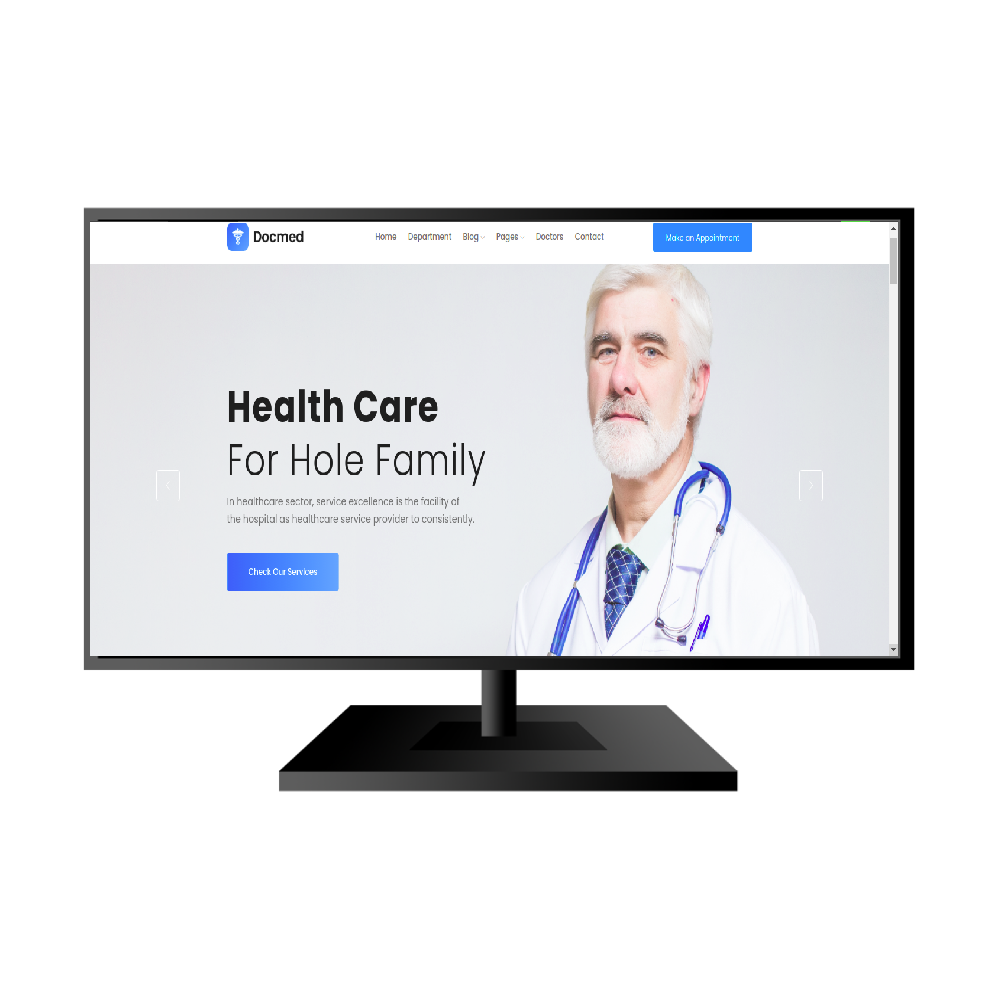 Docmed
Home Department Blog Pages Doctors Contact
Make an Appointment
Health Care
For Hole Family
In healthcare sector, service excellence is the facility of
the hospital as healthcare service provider to consistently.
Check Our Services